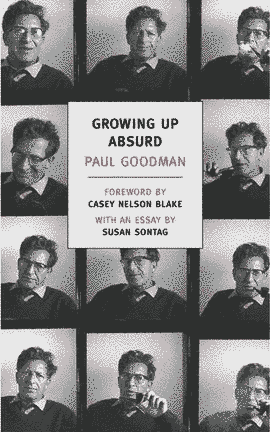 GROWING UP
ABSURD
PAUL GOODMAN
FOREWORD BY
CASEY NELSON BLAKE
WITH AN ESSAY BY
SUSAN SONTAG